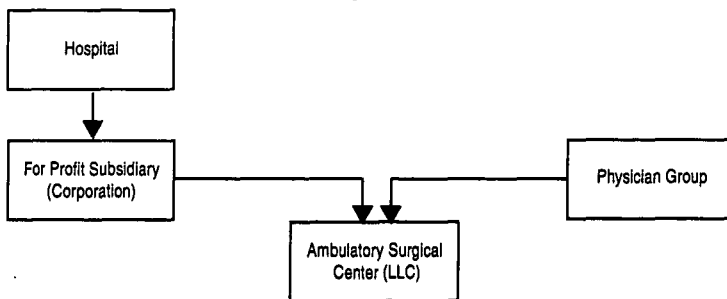 Hospital
For Profit Subsidiary
(Corporation)
Physician Group
Ambulatory Surgical
Center (LLC)